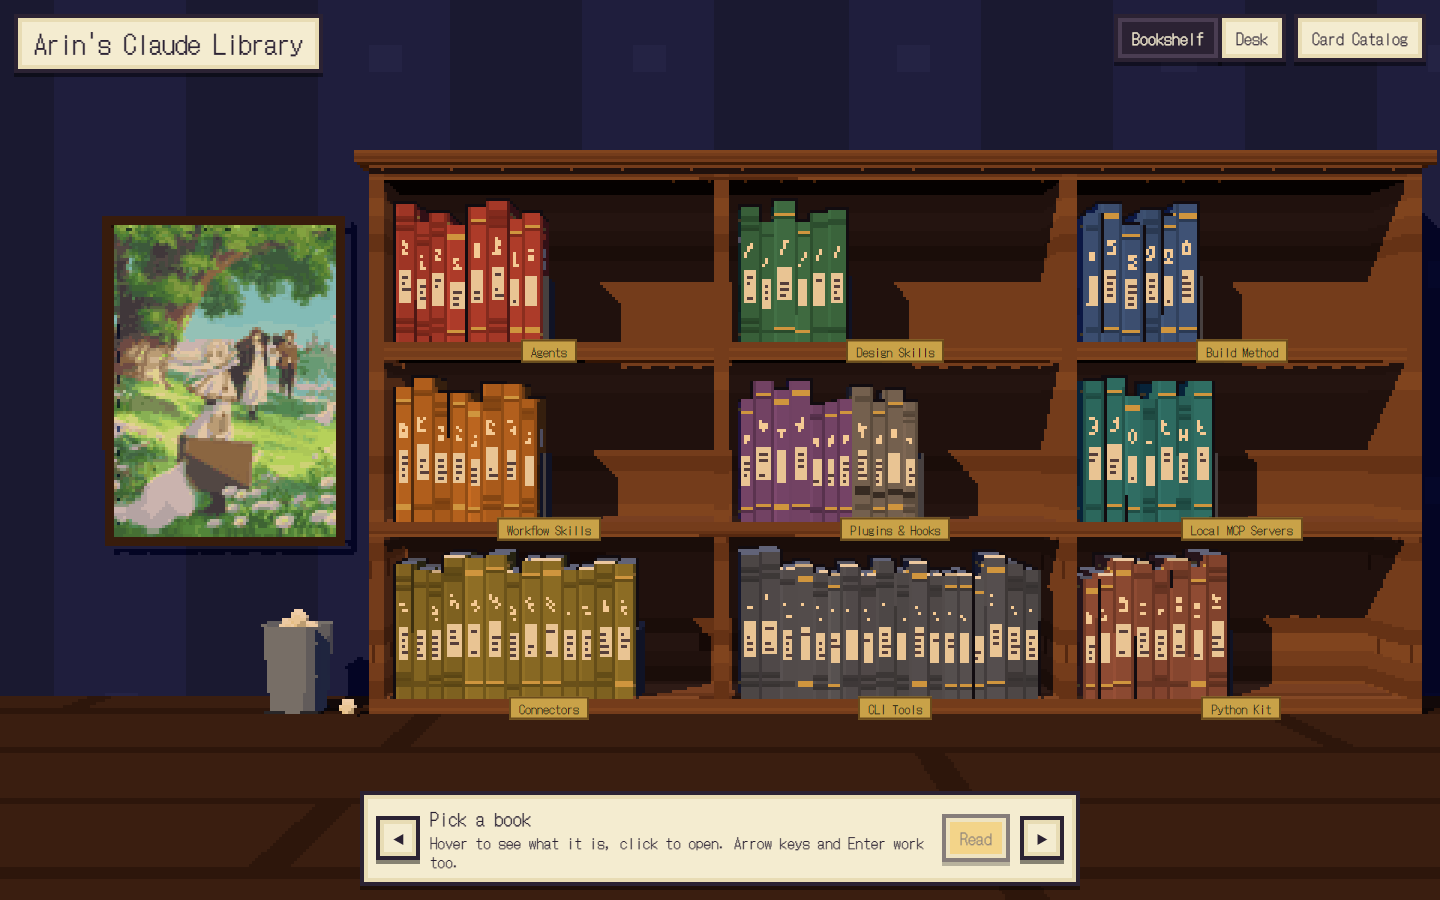 Arin's Claude Library
Bookshelf
Desk
Card Catalog
Agents
Design Skills
Build Method
Workflow Skills
Plugins & Hooks
Local MCP Servers
Connectors
CLI Tools
Python Kit
Pick a book
Hover to see what it is, click to open. Arrow keys and Enter work
too.
Read